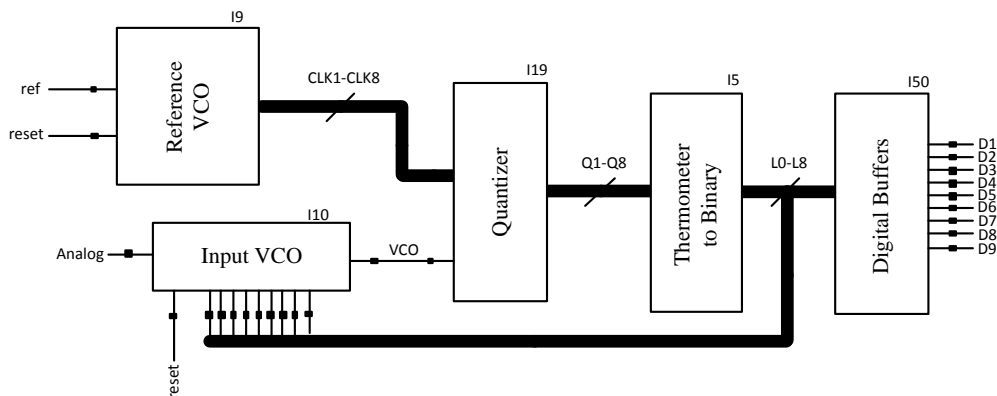 I9
ref
reset
Reference
VCO
CLK1-CLK8
I19
Quantizer
Q1-Q8
I5
Thermometer
to Binary
L0-L8
I50
Digital Buffers
D1
D2
D3
D4
D5
D6
D7
D8
D9
I10
Analog
Input VCO
VCO
reset